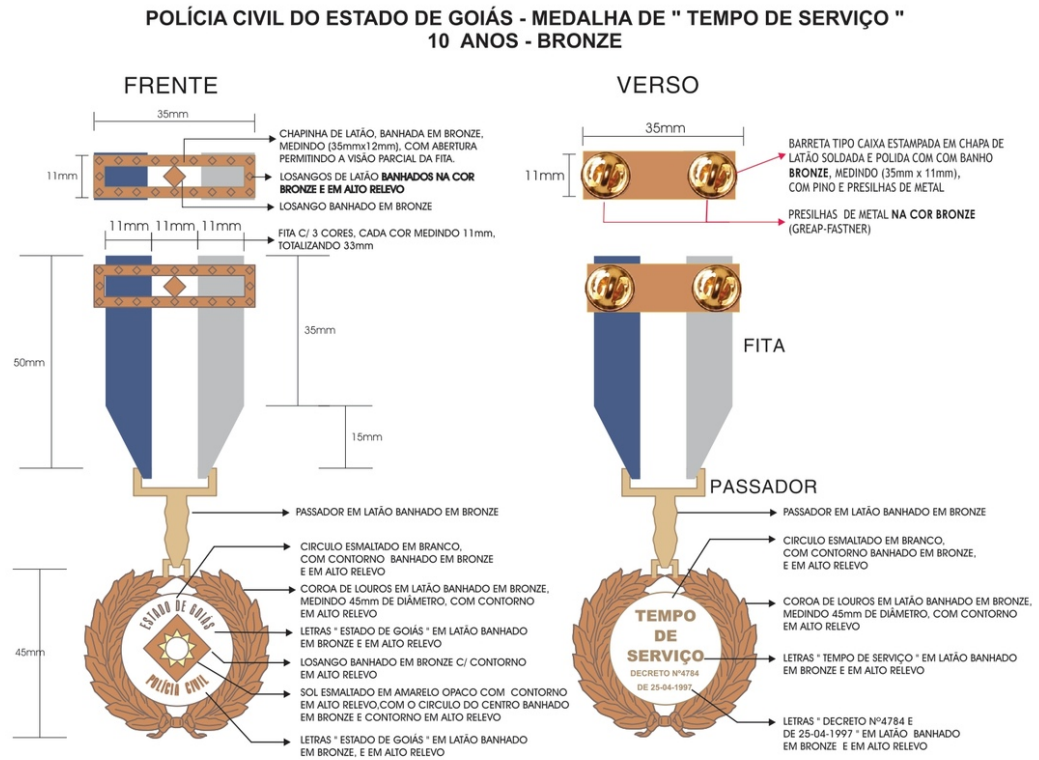 POLÍCIA CIVIL DO ESTADO DE GOIÁS - MEDALHA DE " TEMPO DE SERVIÇO "
10 ANOS - BRONZE
FRENTE
35mm
11mm
CHAPINHA DE LATÃO, BANHADA EM BRONZE,
MEDINDO (35mmx12mm), COM ABERTURA
PERMITINDO A VISÃO PARCIAL DA FITA.
LOSANGOS DE LATÃO BANHADOS NA COR
BRONZE E EM ALTO RELEVO
LOSANGO BANHADO EM BRONZE
11mm 11mm 11mm
FITA C/ 3 CORES, CADA COR MEDINDO 11mm,
TOTALIZANDO 33mm
35mm
50mm
15mm
PASSADOR EM LATÃO BANHADO EM BRONZE
CIRCULO ESMALTADO EM BRANCO,
COM CONTORNO BANHADO EM BRONZE
E EM ALTO RELEVO
COROA DE LOUROS EM LATÃO BANHADO EM BRONZE,
MEDINDO 45mm DE DIÂMETRO, COM CONTORNO
EM ALTO RELEVO
LETRAS " ESTADO DE GOIÁS " EM LATÃO BANHADO
EM BRONZE E EM ALTO RELEVO
LOSANGO BANHADO EM BRONZE C/ CONTORNO
EM ALTO RELEVO
SOL ESMALTADO EM AMARELO OPACO COM CONTORNO
EM ALTO RELEVO,COM O CIRCULO DO CENTRO BANHADO
EM BRONZE E CONTORNO EM ALTO RELEVO
LETRAS " ESTADO DE GOIÁS " EM LATÃO BANHADO
EM BRONZE, E EM ALTO RELEVO
45mm
ESTADO DE GOIÁS
POLÍCIA CIVIL
VERSO
35mm
11mm
BARRETA TIPO CAIXA ESTAMPADA EM CHAPA DE
LATÃO SOLDADA E POLIDA COM COM BANHO
BRONZE, MEDINDO (35mm x 11mm),
COM PINO E PRESILHAS DE METAL
PRESILHAS DE METAL NA COR BRONZE
(GREAP-FASTNER)
FITA
PASSADOR
PASSADOR EM LATÃO BANHADO EM BRONZE
CIRCULO ESMALTADO EM BRANCO,
COM CONTORNO BANHADO EM BRONZE,
E EM ALTO RELEVO
COROA DE LOUROS EM LATÃO BANHADO EM BRONZE,
MEDINDO 45mm DE DIÂMETRO, COM CONTORNO
EM ALTO RELEVO
LETRAS " TEMPO DE SERVIÇO " EM LATÃO BANHADO
EM BRONZE E EM ALTO RELEVO
LETRAS " DECRETO Nº4784 E
DE 25-04-1997 " EM LATÃO BANHADO
EM BRONZE E EM ALTO RELEVO
TEMPO
DE
SERVIÇO
DECRETO Nº4784
DE 25-04-1997